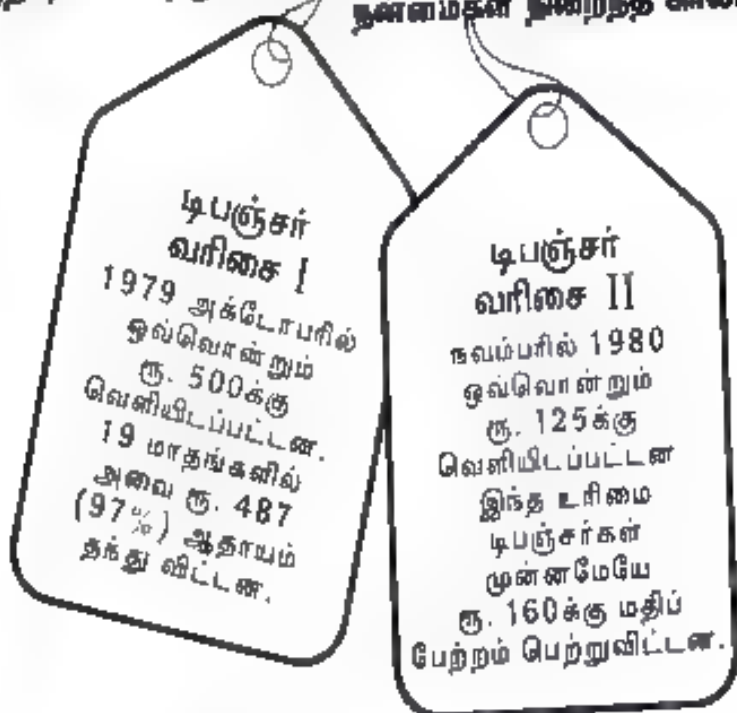 டிபஞ்சர்
வரிசை I
1979 அக்டோபரில்
ஒவ்வொன்றும்
ரூ. 500க்கு
வெளியிடப்பட்டன.
19 மாதங்களில்
அவை ரூ. 487
(97%) ஆதாயம்
தந்து விட்டன.
டிபஞ்சர்
வரிசை II
நவம்பரில் 1980
ஒவ்வொன்றும்
ரூ. 125க்கு
வெளியிடப்பட்டன
இந்த உரிமை
டிபஞ்சர்கள்
முன்னமேயே
ரூ. 160க்கு மதிப்
பேற்றம் பெற்றுவிட்டன.